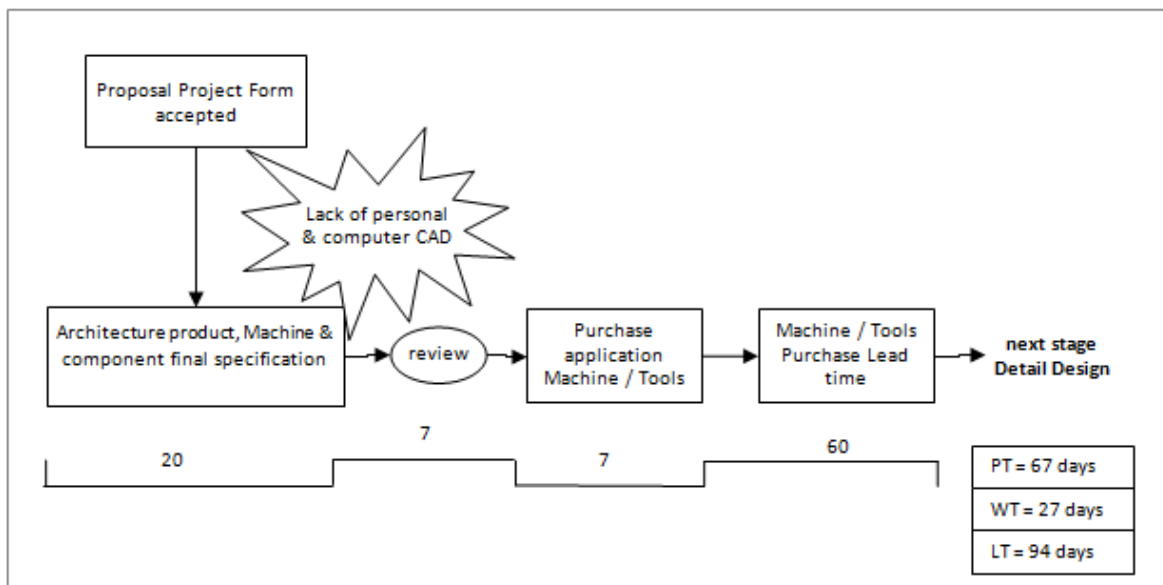 Proposal Project Form
accepted
Lack of personal
& computer CAD
Architecture product, Machine &
component final specification
review
Purchase
application
Machine / Tools
Machine / Tools
Purchase Lead
time
next stage
Detail Design
20
7
7
60
PT = 67 days
WT = 27 days
LT = 94 days